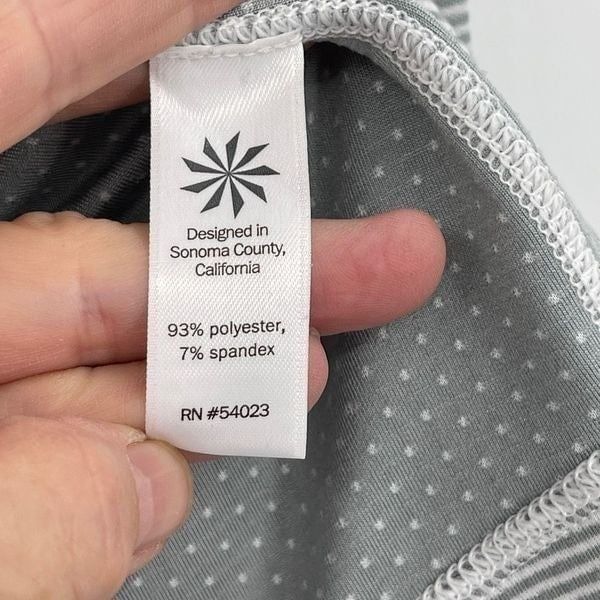 Designed in
Sonoma County,
California
93% polyester,
7% spandex
RN #54023